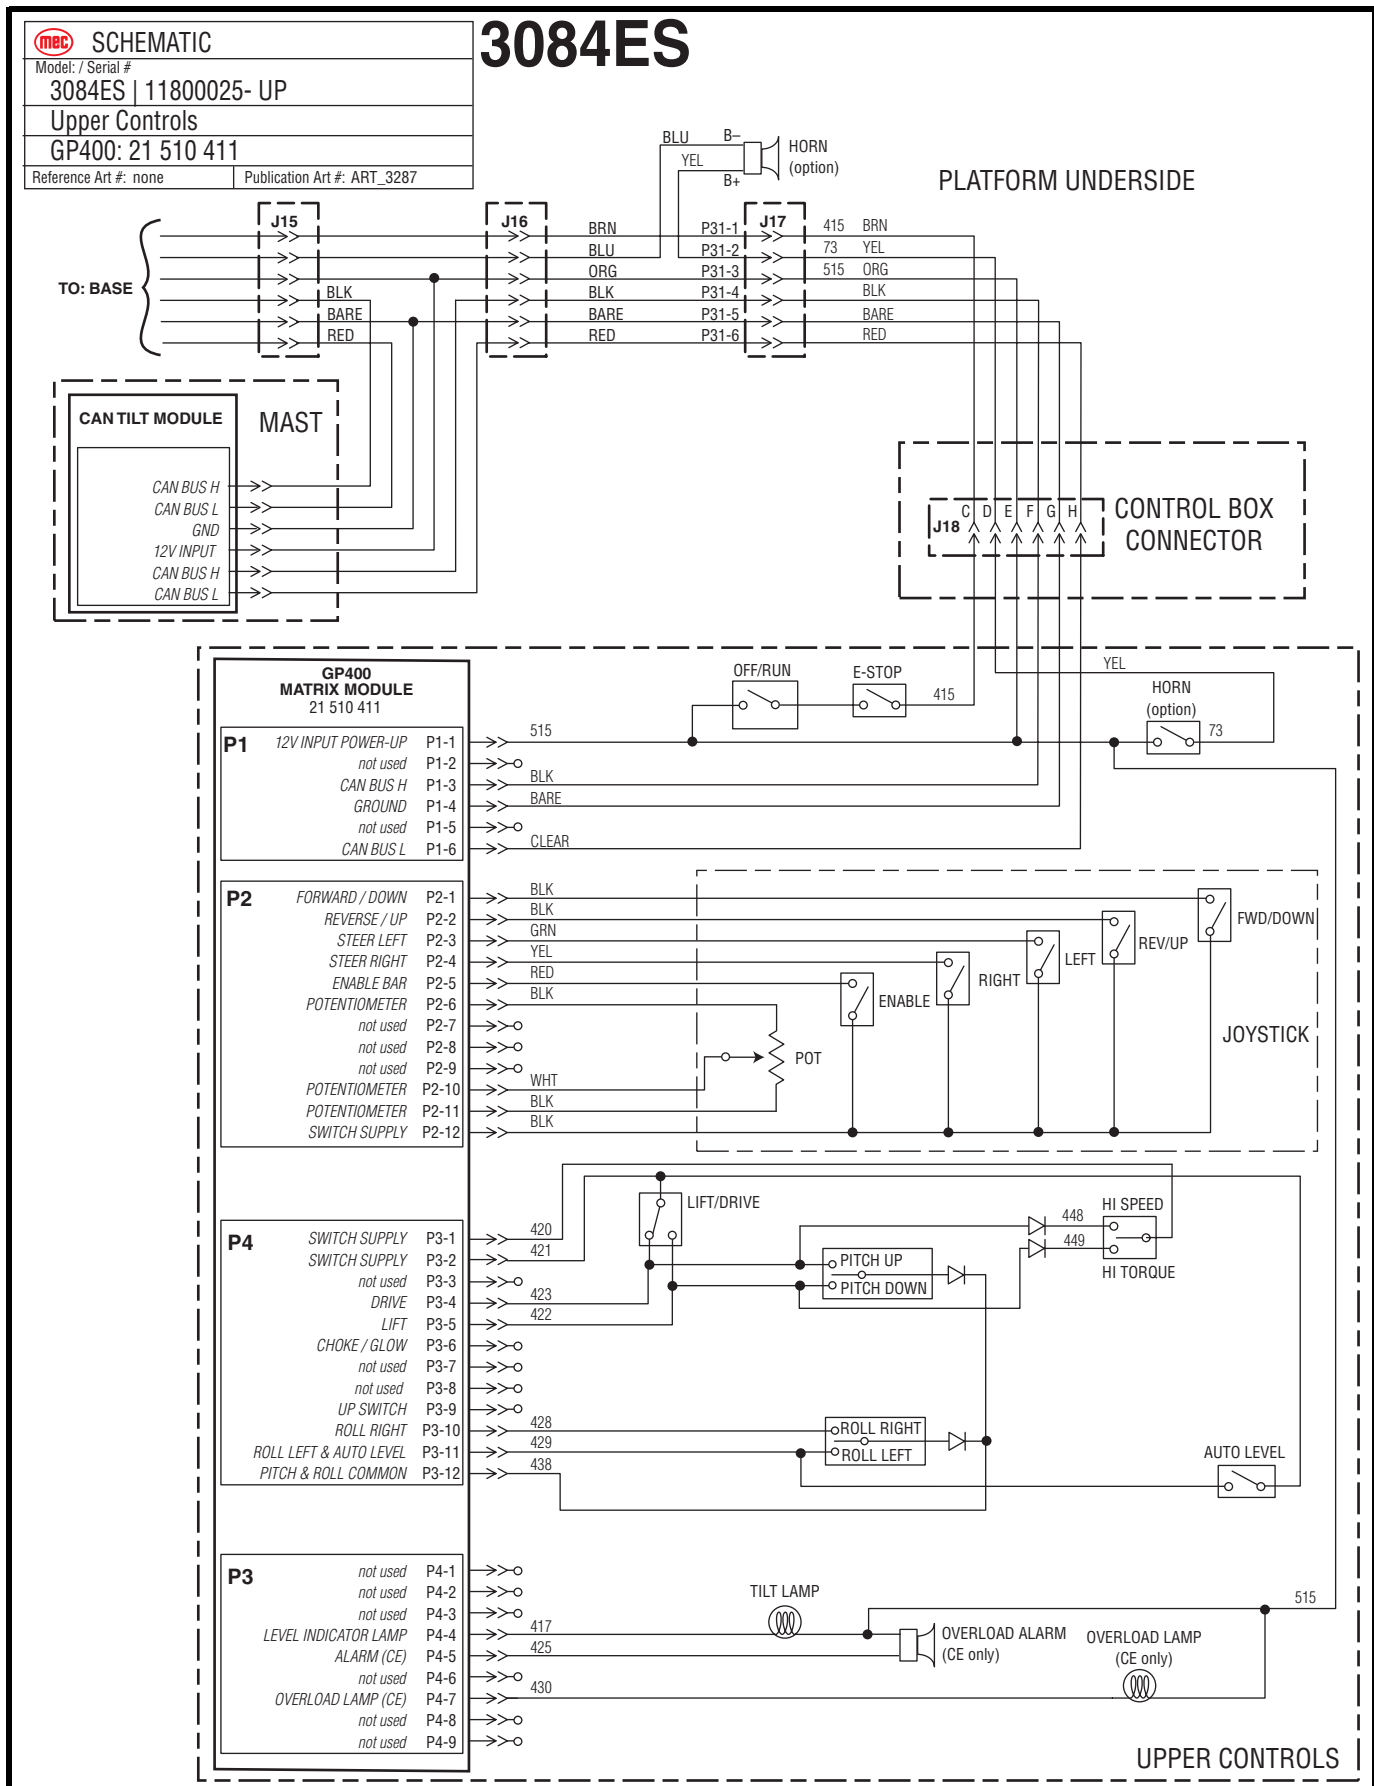 mec SCHEMATIC
3084ES
Model: / Serial #
3084ES | 11800025- UP
Upper Controls
GP400: 21 510 411
Reference Art #: none
Publication Art #: ART_3287
BLU B–
YEL
B+
HORN
(option)
PLATFORM UNDERSIDE
J15
J16
J17
BRN P31-1 415 BRN
BLU P31-2 73 YEL
ORG P31-3 515 ORG
TO: BASE
BLK BLK P31-4 BLK
BARE BARE P31-5 BARE
RED RED P31-6 RED
CAN TILT MODULE
MAST
CAN BUS H
CAN BUS L
GND
12V INPUT
CAN BUS H
CAN BUS L
J18 C D E F G H
CONTROL BOX
CONNECTOR
GP400
MATRIX MODULE
21 510 411
OFF/RUN
E-STOP
415
YEL
HORN
(option)
73
P1
12V INPUT POWER-UP P1-1 515
not used P1-2
CAN BUS H P1-3 BLK
GROUND P1-4 BARE
not used P1-5
CAN BUS L P1-6 CLEAR
P2
FORWARD / DOWN P2-1 BLK
REVERSE / UP P2-2 BLK
STEER LEFT P2-3 GRN
STEER RIGHT P2-4 YEL
ENABLE BAR P2-5 RED
POTENTIOMETER P2-6 BLK
not used P2-7
not used P2-8
not used P2-9
POTENTIOMETER P2-10 WHT
POTENTIOMETER P2-11 BLK
SWITCH SUPPLY P2-12 BLK
FWD/DOWN
REV/UP
LEFT
RIGHT
ENABLE
POT
JOYSTICK
P4
SWITCH SUPPLY P3-1 420
SWITCH SUPPLY P3-2 421
not used P3-3
DRIVE P3-4 423
LIFT P3-5 422
CHOKE / GLOW P3-6
not used P3-7
not used P3-8
UP SWITCH P3-9
ROLL RIGHT P3-10 428
ROLL LEFT & AUTO LEVEL P3-11 429
PITCH & ROLL COMMON P3-12 438
LIFT/DRIVE
HI SPEED
448
449
HI TORQUE
PITCH UP
PITCH DOWN
ROLL RIGHT
ROLL LEFT
AUTO LEVEL
P3
not used P4-1
not used P4-2
not used P4-3
LEVEL INDICATOR LAMP P4-4 417
ALARM (CE) P4-5 425
not used P4-6
OVERLOAD LAMP (CE) P4-7 430
not used P4-8
not used P4-9
TILT LAMP
515
OVERLOAD ALARM
(CE only)
OVERLOAD LAMP
(CE only)
UPPER CONTROLS